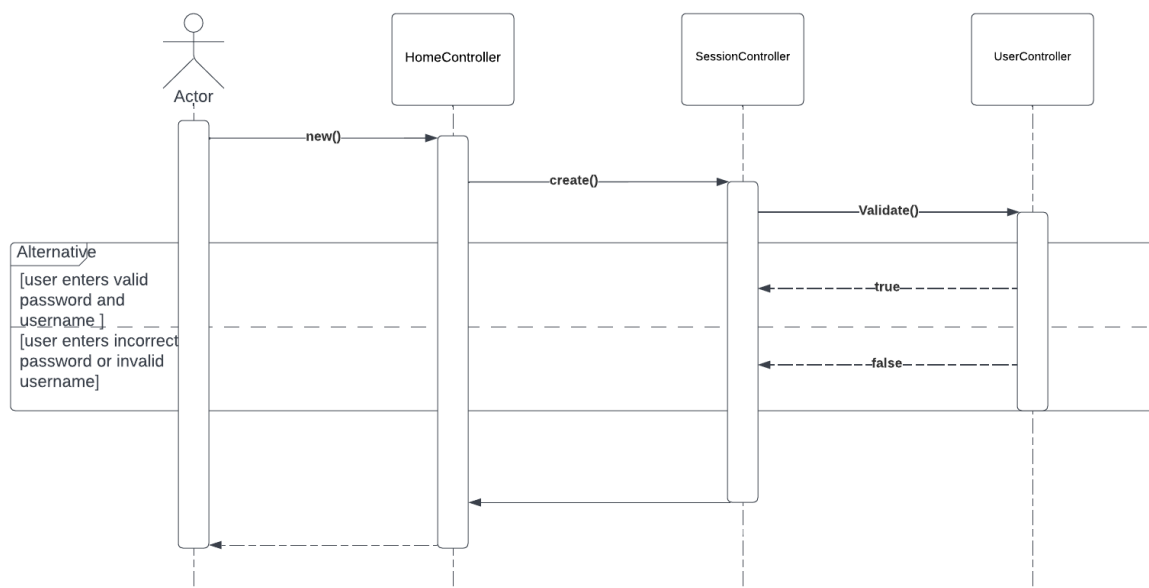 Actor
HomeController
SessionController
UserController
new()
create()
Validate()
Alternative
[user enters valid
password and
username ]
true
[user enters incorrect
password or invalid
username]
false